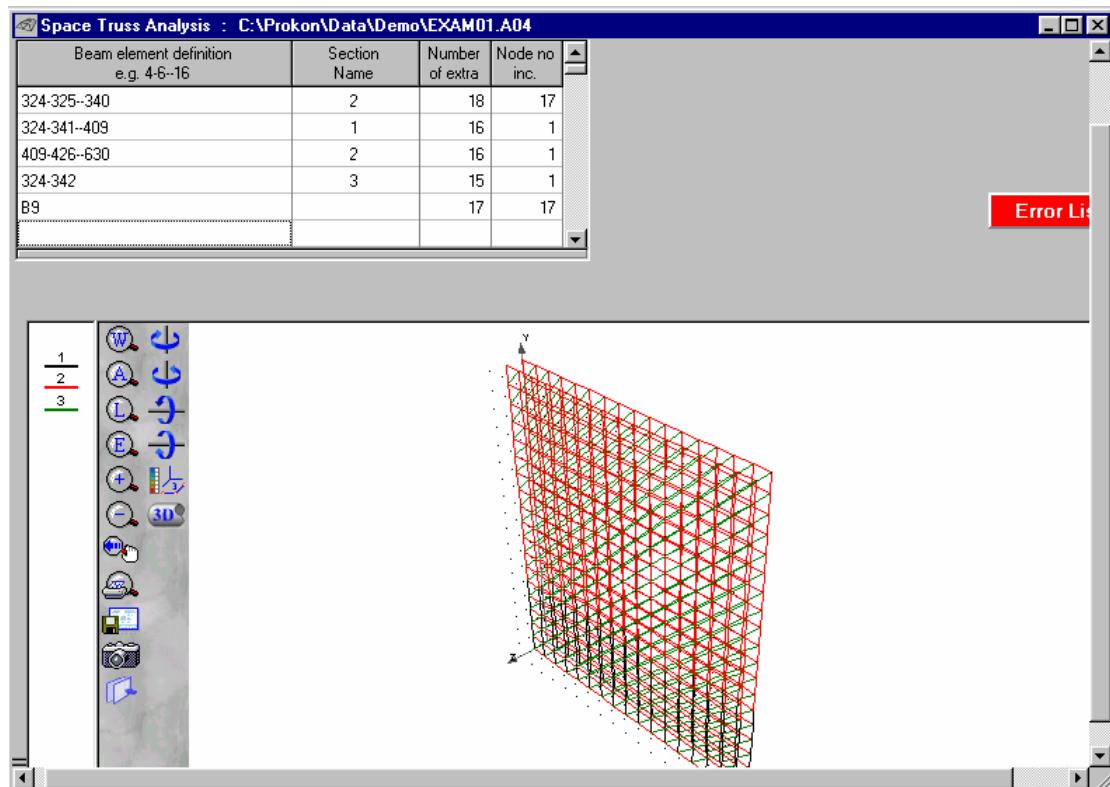 Space Truss Analysis : C:\Prokon\Data\Demo\EXAM01.A04
Beam element definition Section Number Node no
e.g. 4-6--16 Name of extra inc.
324-325--340 2 18 17
324-341--409 1 16 1
409-426--630 2 16 1
324-342 3 15 1
B9 17 17
Error Lis
1
2
3
W
A
L
E
3D
Y
Z